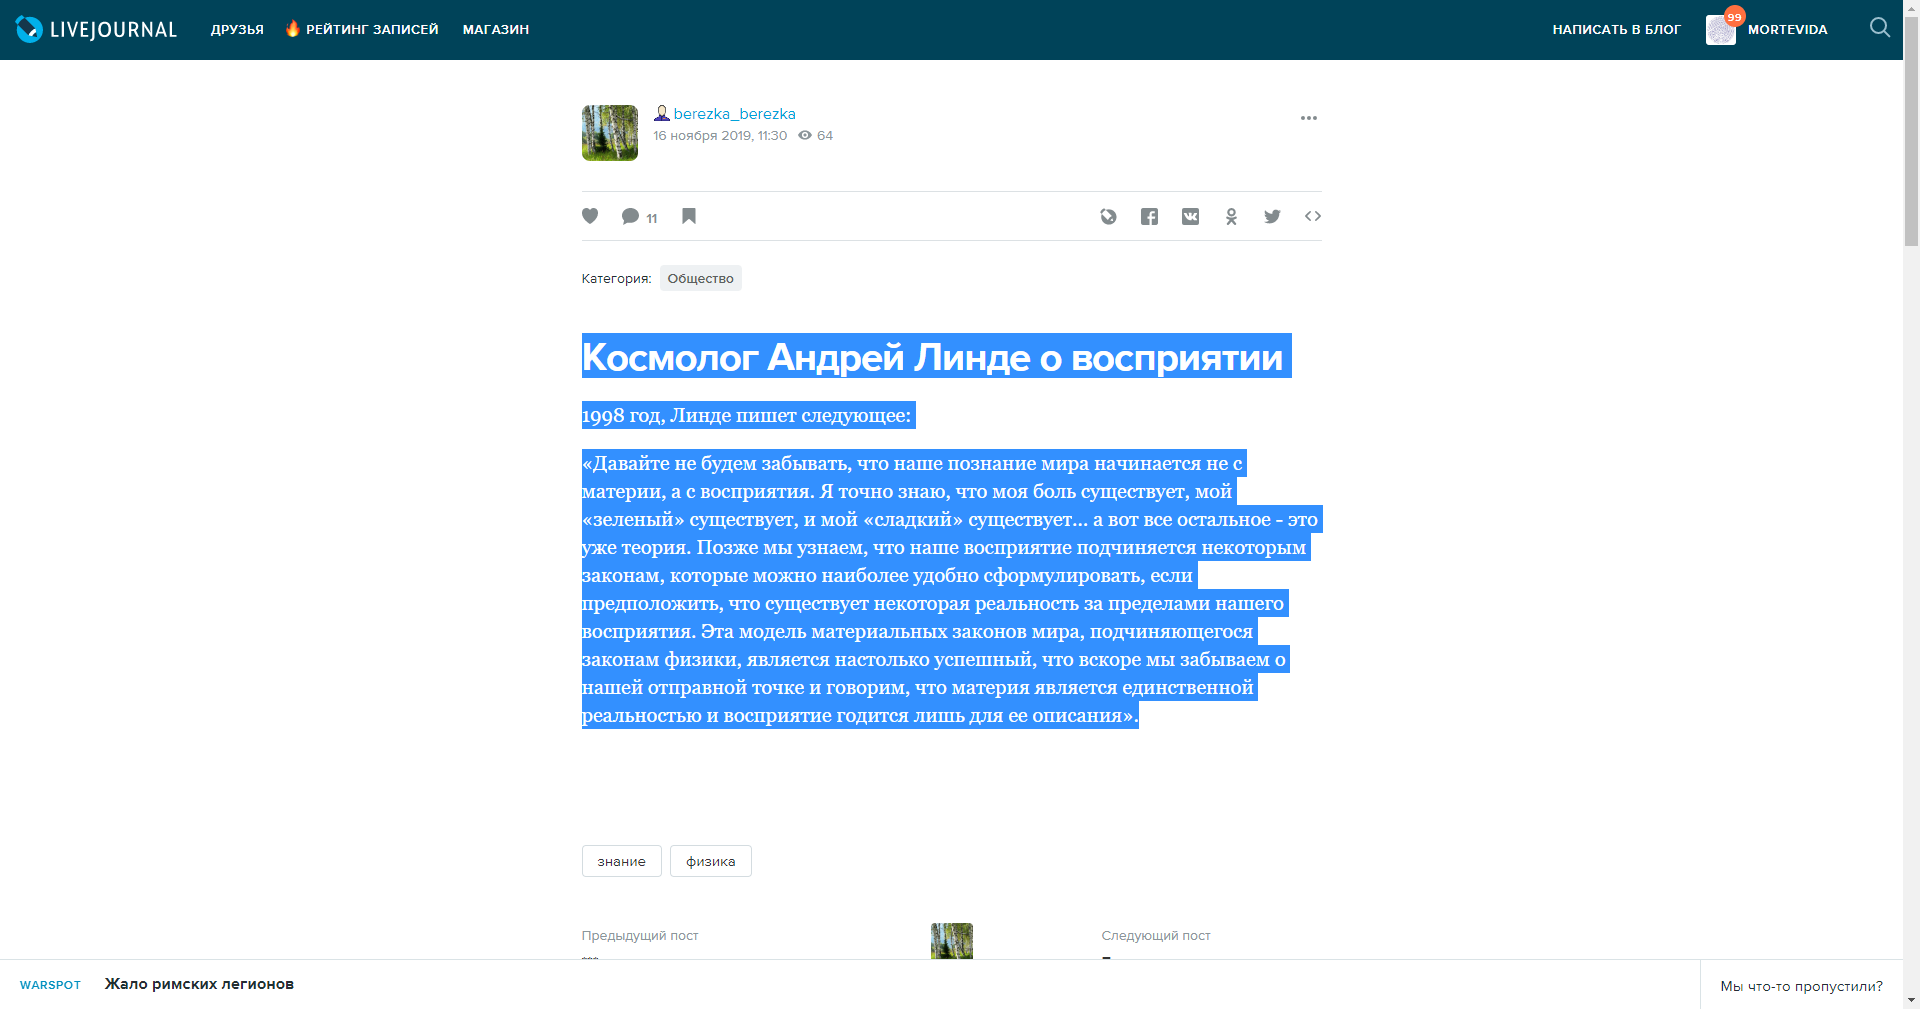 LIVEJOURNAL ДРУЗЬЯ РЕЙТИНГ ЗАПИСЕЙ МАГАЗИН НАПИСАТЬ В БЛОГ 99 MORTEVIDA
berezka_berezka
16 ноября 2019, 11:30 64
11
Категория: Общество
Космолог Андрей Линде о восприятии
1998 год, Линде пишет следующее:
«Давайте не будем забывать, что наше познание мира начинается не с
материи, а с восприятия. Я точно знаю, что моя боль существует, мой
«зеленый» существует, и мой «сладкий» существует... а вот все остальное - это
уже теория. Позже мы узнаем, что наше восприятие подчиняется некоторым
законам, которые можно наиболее удобно сформулировать, если
предположить, что существует некоторая реальность за пределами нашего
восприятия. Эта модель материальных законов мира, подчиняющегося
законам физики, является настолько успешный, что вскоре мы забываем о
нашей отправной точке и говорим, что материя является единственной
реальностью и восприятие годится лишь для ее описания».
знание физика
Предыдущий пост Следующий пост
WARSPOT Жало римских легионов Мы что-то пропустили?